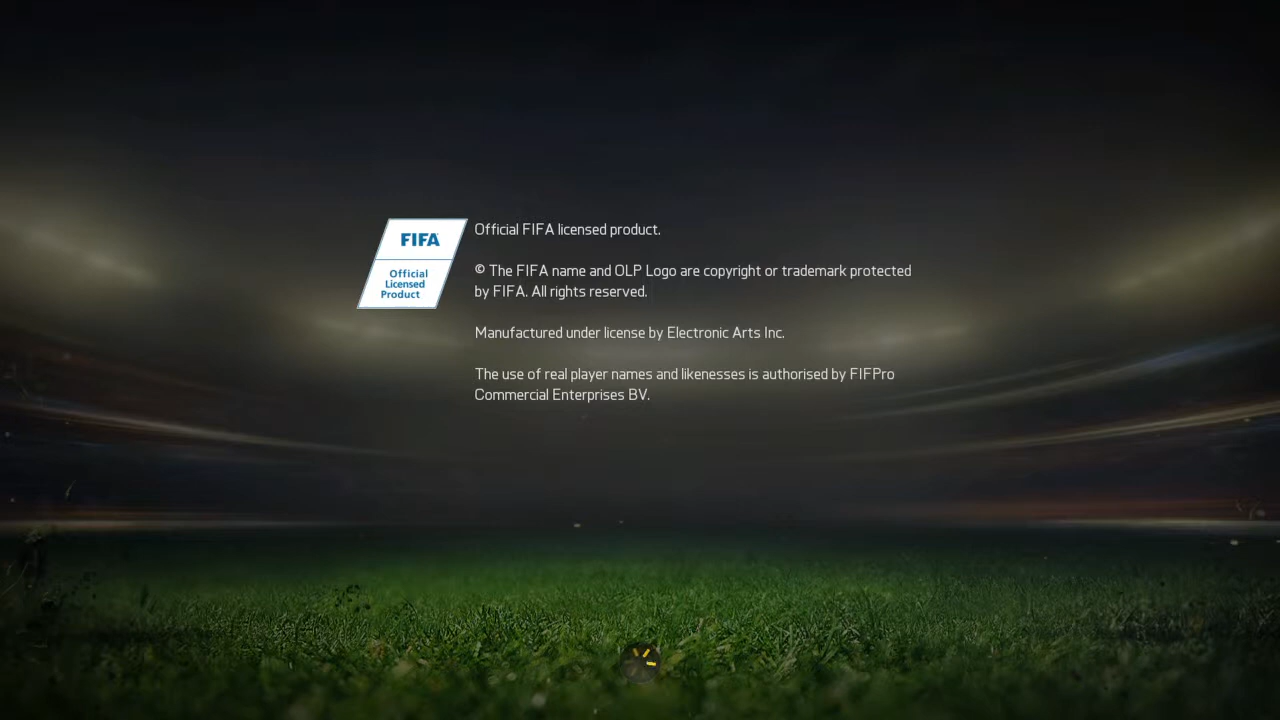 FIFA
Official
Licensed
Product
Official FIFA licensed product.
© The FIFA name and OLP Logo are copyright or trademark protected
by FIFA. All rights reserved.
Manufactured under license by Electronic Arts Inc.
The use of real player names and likenesses is authorised by FIFPro
Commercial Enterprises BV.